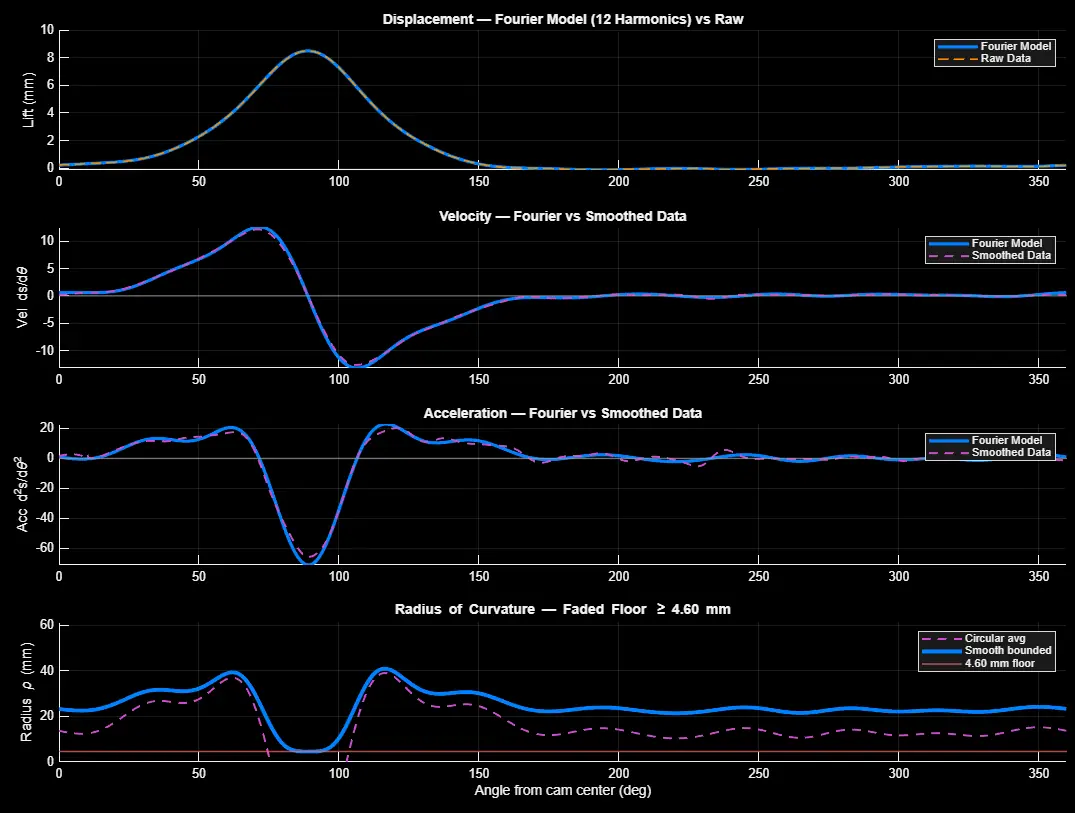 Displacement — Fourier Model (12 Harmonics) vs Raw
10
8
6
4
2
0
Lift (mm)
Fourier Model
Raw Data
0 50 100 150 200 250 300 350
Velocity — Fourier vs Smoothed Data
10
5
0
-5
-10
Vel ds/dθ
Fourier Model
Smoothed Data
0 50 100 150 200 250 300 350
Acceleration — Fourier vs Smoothed Data
20
0
-20
-40
-60
Acc d²s/dθ²
Fourier Model
Smoothed Data
0 50 100 150 200 250 300 350
Radius of Curvature — Faded Floor ≥ 4.60 mm
60
40
20
0
Radius ρ (mm)
Circular avg
Smooth bounded
4.60 mm floor
0 50 100 150 200 250 300 350
Angle from cam center (deg)